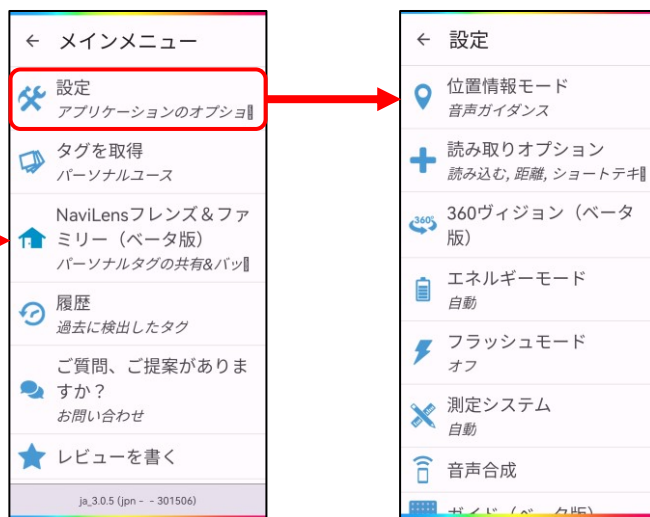 ← メインメニュー
設定
アプリケーションのオプショ
タグを取得
パーソナルユース
NaviLensフレンズ＆ファ
ミリー（ベータ版）
パーソナルタグの共有&バッ
履歴
過去に検出したタグ
ご質問、ご提案がありま
すか？
お問い合わせ
レビューを書く
ja_3.0.5 (jpn - - 301506)
← 設定
位置情報モード
音声ガイダンス
読み取りオプション
読み込む, 距離, ショートテキ
360
360ヴィジョン（ベータ
版）
エネルギーモード
自動
フラッシュモード
オフ
測定システム
自動
音声合成
ガイド（ベータ版）